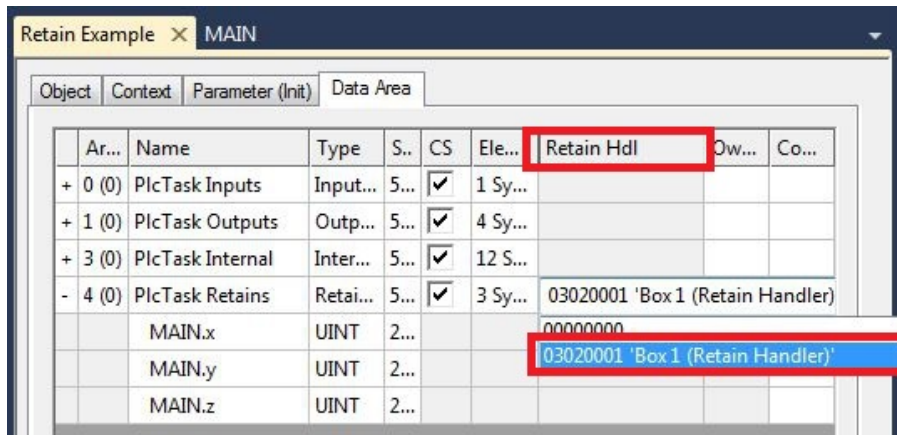 Retain Example MAIN
Object Context Parameter (Init) Data Area
Ar... Name Type S.. CS Ele... Retain Hdl Ow... Co...
+ 0 (0) PlcTask Inputs Input... 5... 1 Sy...
+ 1 (0) PlcTask Outputs Outp... 5... 4 Sy...
+ 3 (0) PlcTask Internal Inter... 5... 12 S...
- 4 (0) PlcTask Retains Retai... 5... 3 Sy... 03020001 'Box 1 (Retain Handler)
MAIN.x UINT 2... 00000000
MAIN.y UINT 2... 03020001 'Box 1 (Retain Handler)'
MAIN.z UINT 2...